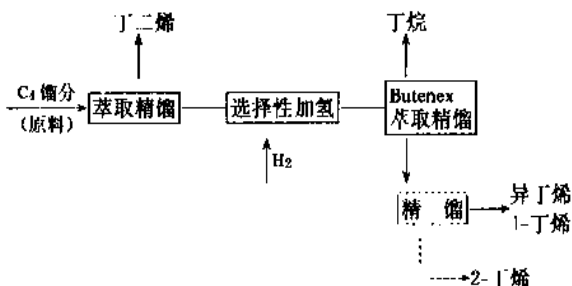 丁二烯
丁烷
C₄馏分
(原料)
萃取精馏
选择性加氢
Butenex
萃取精馏
H₂
精 馏
异丁烯
1-丁烯
2-丁烯